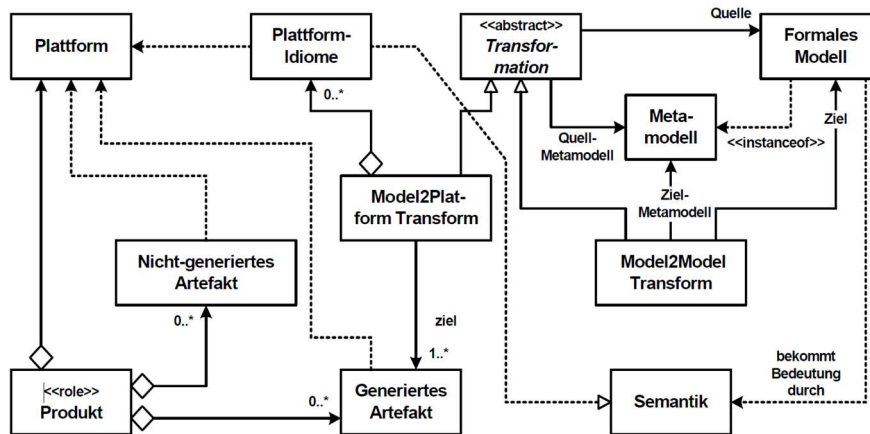 Plattform
Plattform-
Idiome
<<abstract>>
Transfor-
mation
Quelle
Formales
Modell
0..*
Meta-
modell
Ziel
Quell-
Metamodell
<<instanceof>>
Model2Plat-
form Transform
Ziel-
Metamodell
Nicht-generiertes
Artefakt
Model2Model
Transform
0..*
ziel
1..*
bekommt
Bedeutung
durch
<<role>>
Produkt
0..*
Generiertes
Artefakt
Semantik